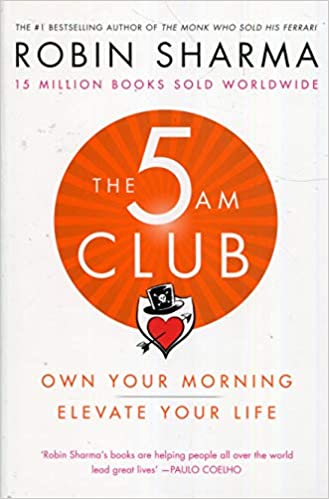 THE #1 BESTSELLING AUTHOR OF THE MONK WHO SOLD HIS FERRARI
ROBIN SHARMA
15 MILLION BOOKS SOLD WORLDWIDE
THE 5 AM
CLUB
OWN YOUR MORNING
ELEVATE YOUR LIFE
'Robin Sharma's books are helping people all over the world
lead great lives' —PAULO COELHO